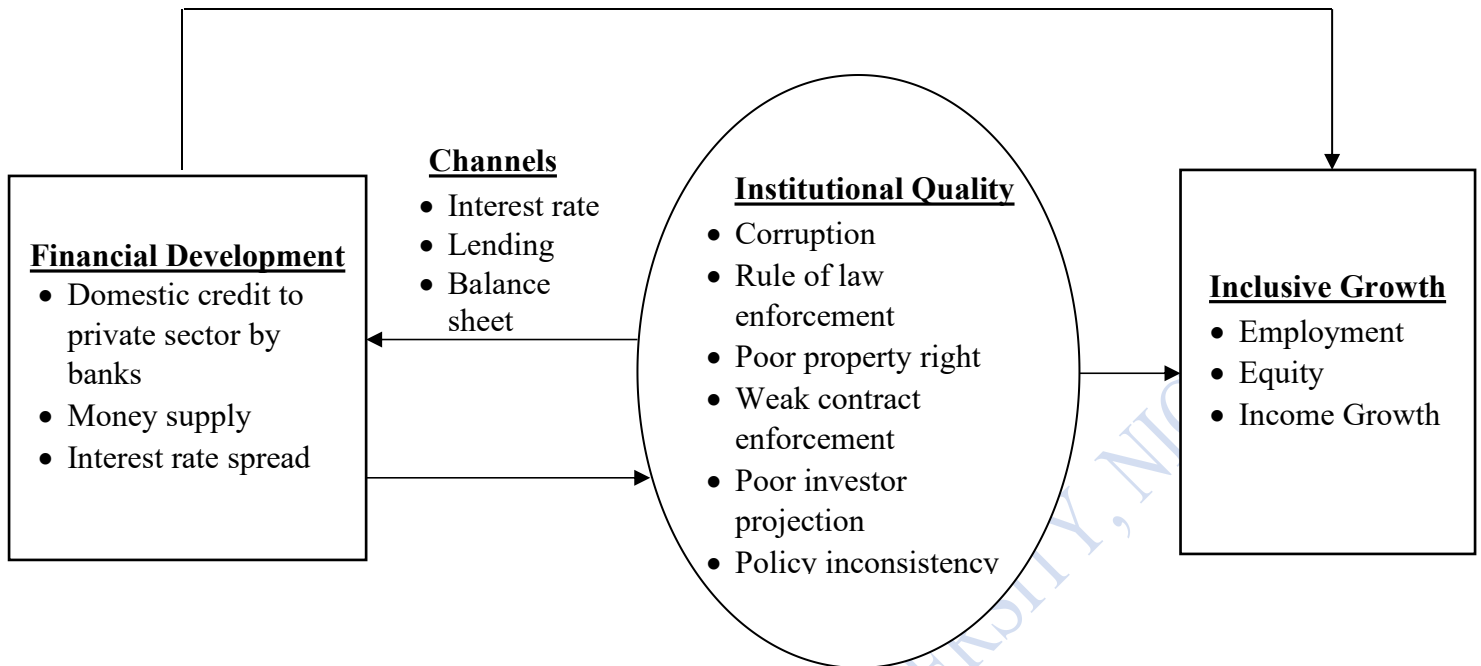 Channels
• Interest rate
• Lending
• Balance
sheet
Financial Development
• Domestic credit to
private sector by
banks
• Money supply
• Interest rate spread
Institutional Quality
• Corruption
• Rule of law
enforcement
• Poor property right
• Weak contract
enforcement
• Poor investor
projection
• Policy inconsistency
Inclusive Growth
• Employment
• Equity
• Income Growth